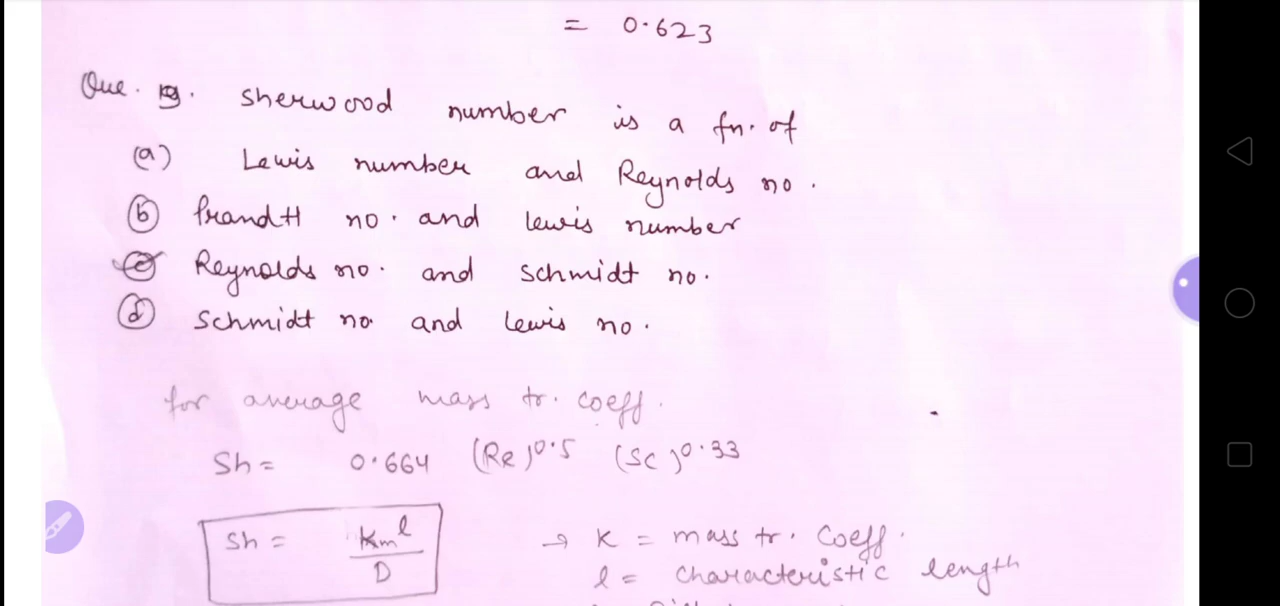 = 0.623
Que. 19. Sherwood number is a fn. of
(a) Lewis number and Reynolds no.
(b) Prandtl no. and Lewis number
(c) Reynolds no. and Schmidt no.
(d) Schmidt no. and Lewis no.
for average mass tr. coeff.
Sh = 0.664 (Re)0.5 (Sc)0.33
Sh = Kml / D → K = mass tr. Coeff.
l = characteristic length